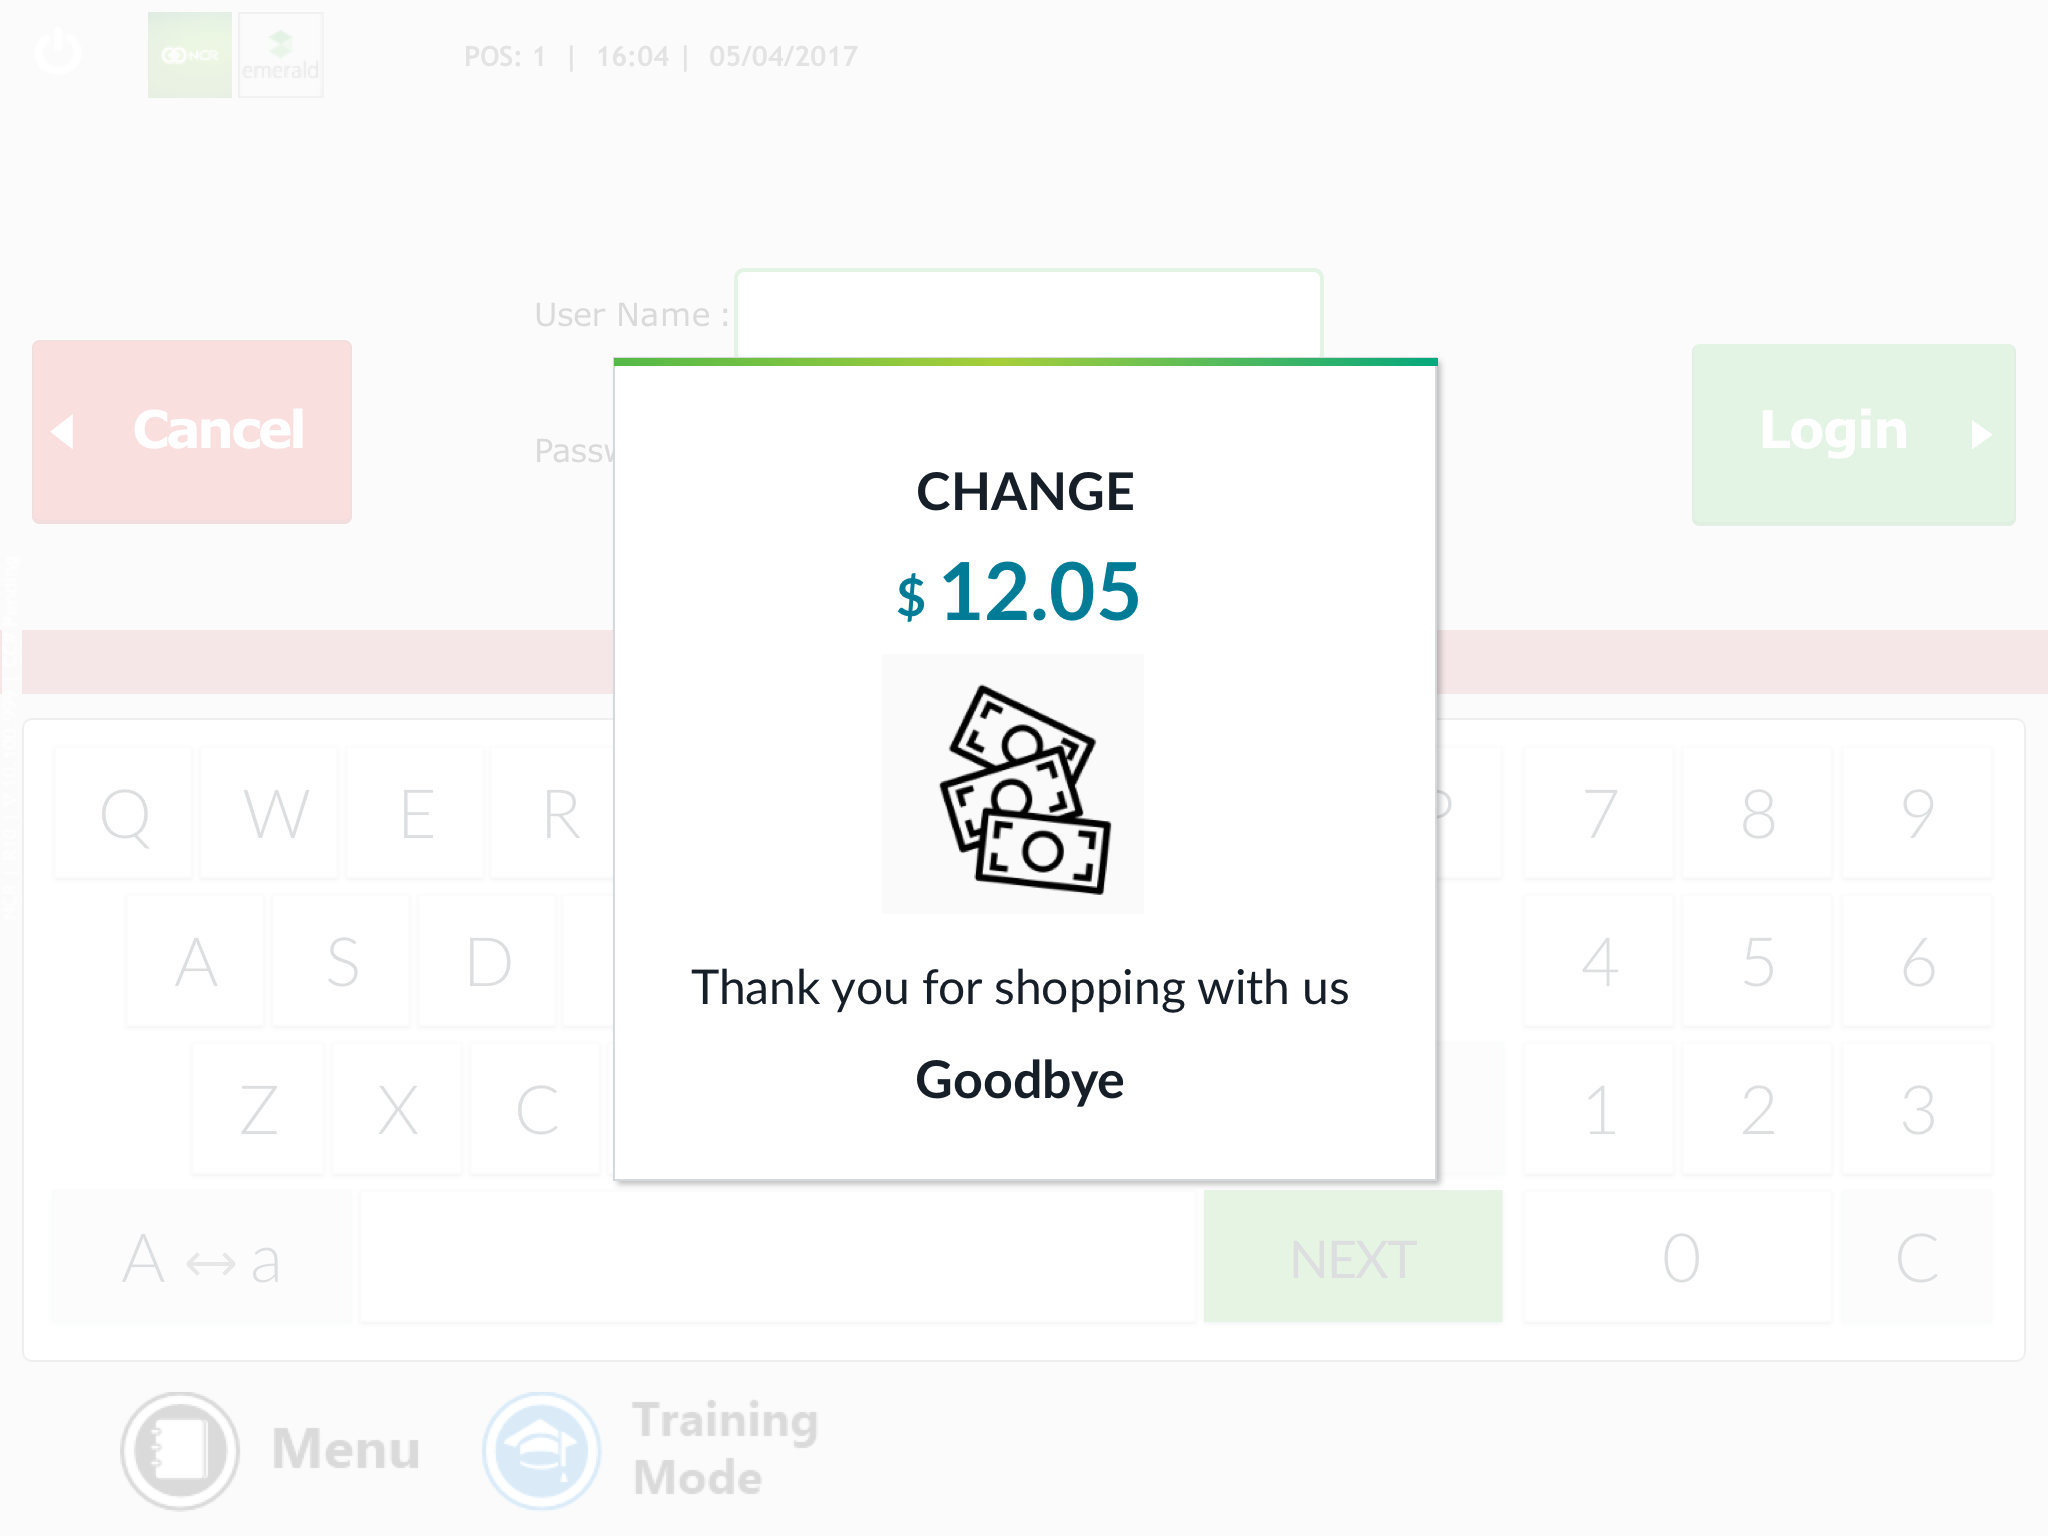 NCR
emerald
POS: 1 | 16:04 | 05/04/2017
User Name :
Cancel
Login
CHANGE
$ 12.05
Thank you for shopping with us
Goodbye
Q W E R 7 8 9
A S D 4 5 6
Z X C 1 2 3
A ↔ a NEXT 0 C
Menu
Training
Mode